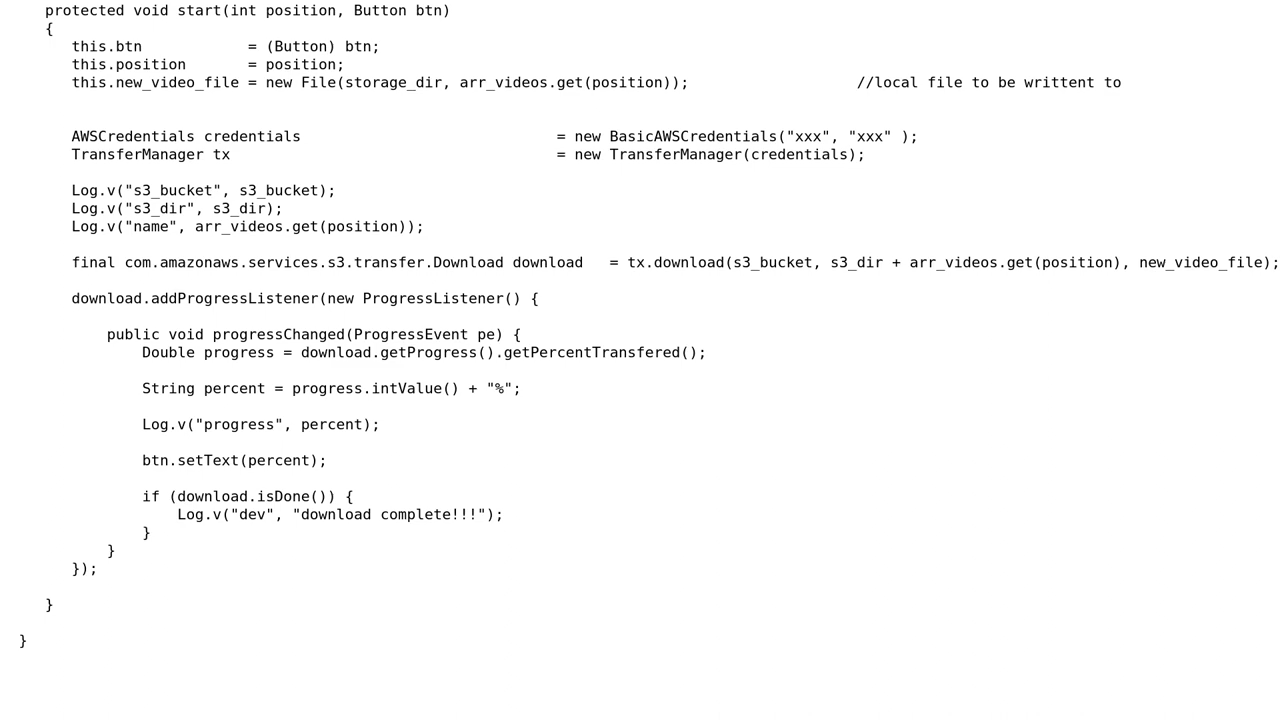 protected void start(int position, Button btn)
{
this.btn = (Button) btn;
this.position = position;
this.new_video_file = new File(storage_dir, arr_videos.get(position)); //local file to be writtent to
AWSCredentials credentials = new BasicAWSCredentials("xxx", "xxx" );
TransferManager tx = new TransferManager(credentials);
Log.v("s3_bucket", s3_bucket);
Log.v("s3_dir", s3_dir);
Log.v("name", arr_videos.get(position));
final com.amazonaws.services.s3.transfer.Download download = tx.download(s3_bucket, s3_dir + arr_videos.get(position), new_video_file);
download.addProgressListener(new ProgressListener() {
public void progressChanged(ProgressEvent pe) {
Double progress = download.getProgress().getPercentTransfered();
String percent = progress.intValue() + "%";
Log.v("progress", percent);
btn.setText(percent);
if (download.isDone()) {
Log.v("dev", "download complete!!!");
}
}
});
}
}